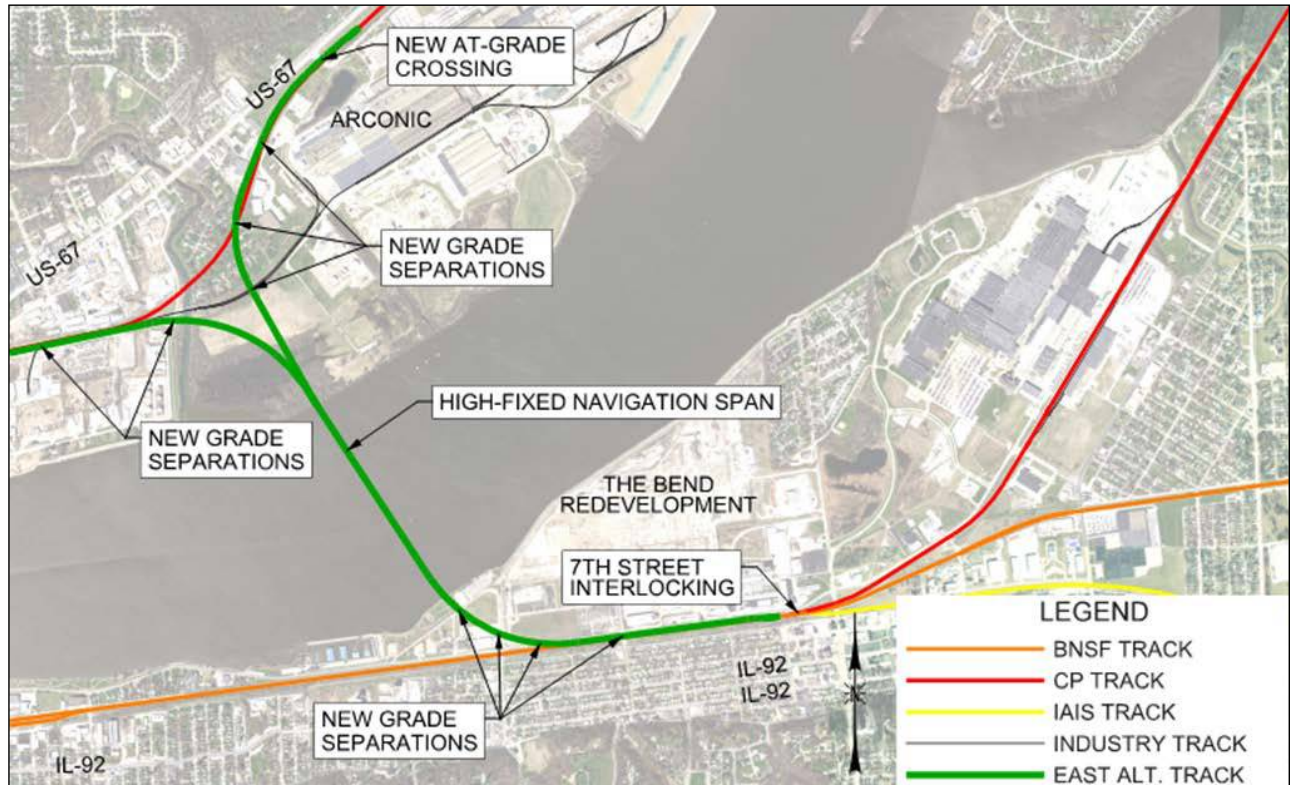 NEW AT-GRADE
CROSSING
US-67
ARCONIC
NEW GRADE
SEPARATIONS
US-67
HIGH-FIXED NAVIGATION SPAN
NEW GRADE
SEPARATIONS
THE BEND
REDEVELOPMENT
7TH STREET
INTERLOCKING
LEGEND
BNSF TRACK
CP TRACK
IAIS TRACK
INDUSTRY TRACK
EAST ALT. TRACK
IL-92
IL-92
NEW GRADE
SEPARATIONS
IL-92